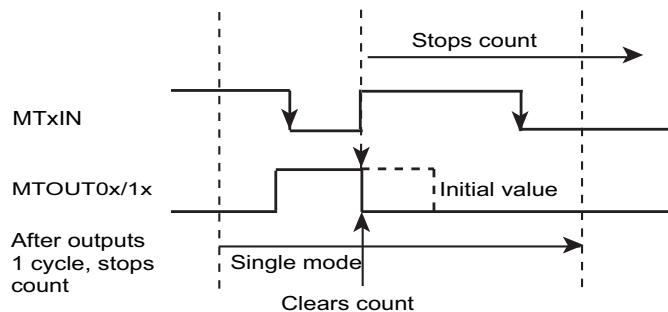 Stops count
MTxIN
MTOUT0x/1x
Initial value
After outputs
1 cycle, stops
count
Single mode
Clears count